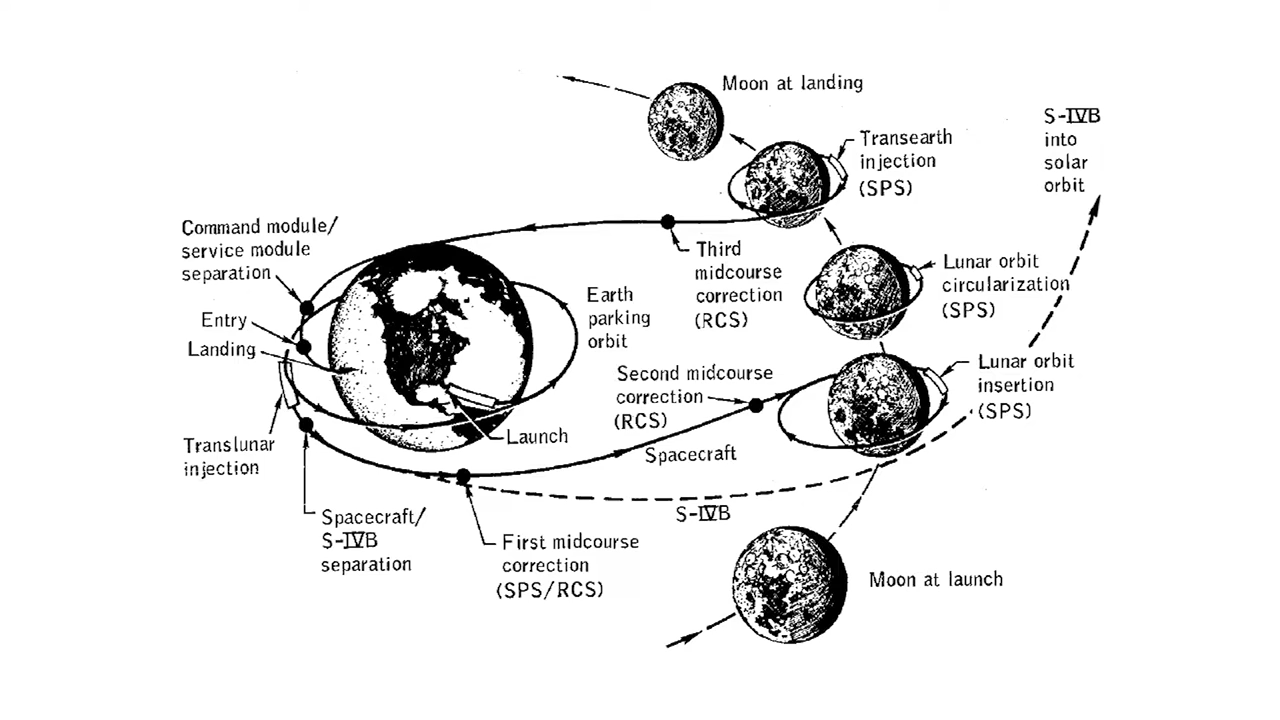 Moon at landing
S-IVB
into
solar
orbit
Transearth
injection
(SPS)
Command module/
service module
separation
Third
midcourse
correction
(RCS)
Lunar orbit
circularization
(SPS)
Earth
parking
orbit
Entry
Landing
Second midcourse
correction
(RCS)
Lunar orbit
insertion
(SPS)
Translunar
injection
Launch
Spacecraft
S-IVB
Spacecraft/
S-IVB
separation
First midcourse
correction
(SPS/RCS)
Moon at launch